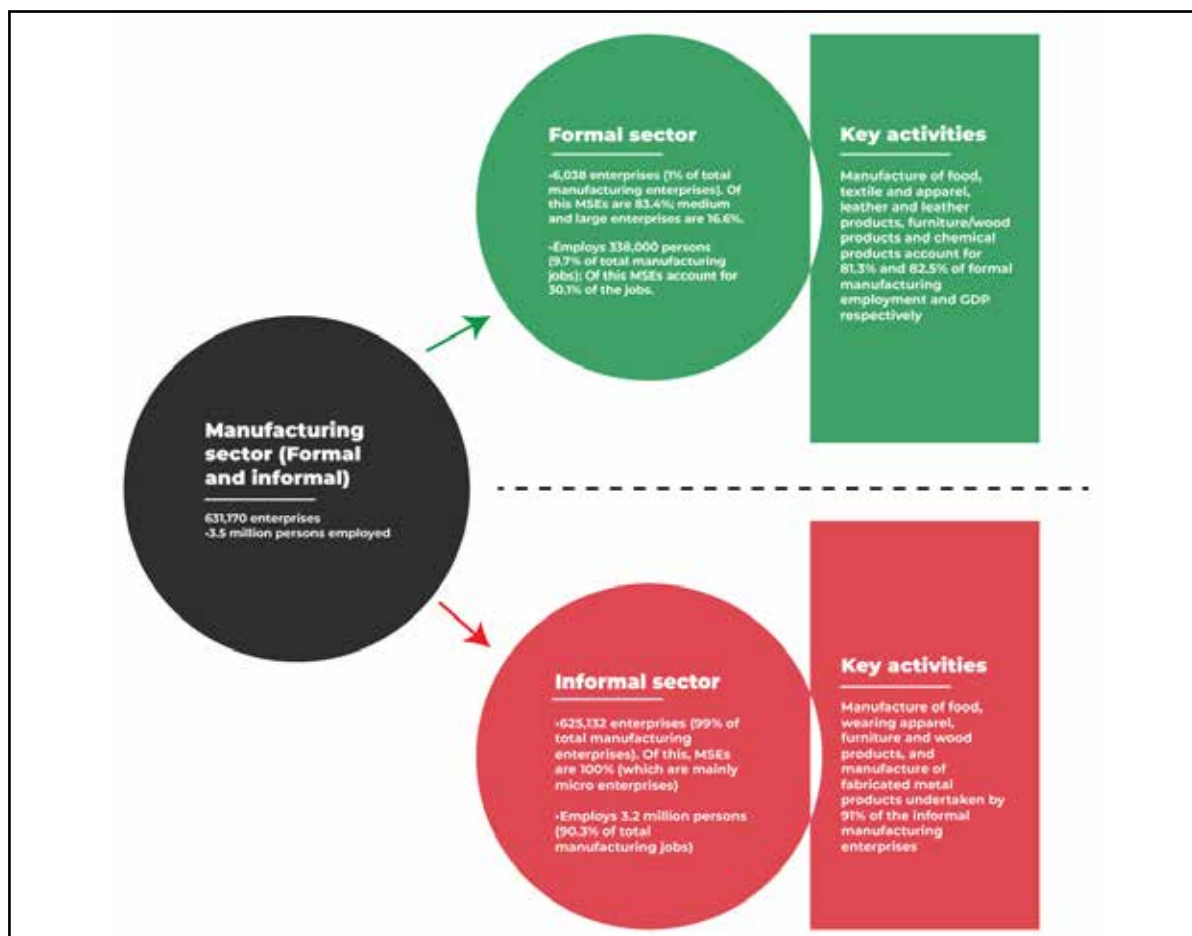 Formal sector
•6,038 enterprises (1% of total
manufacturing enterprises). Of
this MSEs are 83.4%; medium
and large enterprises are 16.6%.
•Employs 338,000 persons
(9.7% of total manufacturing
jobs); Of this MSEs account for
30.1% of the jobs.
Key activities
Manufacture of food,
textile and apparel,
leather and leather
products, furniture/wood
products and chemical
products account for
81.3% and 82.5% of formal
manufacturing
employment and GDP
respectively
Manufacturing
sector (Formal
and informal)
631,170 enterprises
•3.5 million persons employed
Informal sector
•625,132 enterprises (99% of
total manufacturing
enterprises). Of this, MSEs
are 100% (which are mainly
micro enterprises)
•Employs 3.2 million persons
(90.3% of total
manufacturing jobs)
Key activities
Manufacture of food,
wearing apparel,
furniture and wood
products, and
manufacture of
fabricated metal
products undertaken by
91% of the informal
manufacturing
enterprises